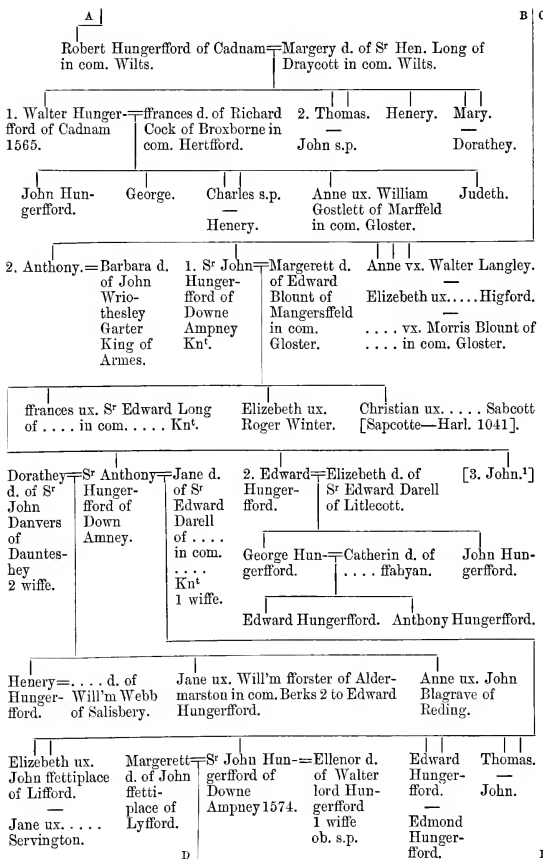 A
B C
Robert Hungerfford of Cadnam=Margery d. of Sʳ Hen. Long of
in com. Wilts. Draycott in com. Wilts.
1. Walter Hunger-=ffrances d. of Richard 2. Thomas. Henery. Mary.
fford of Cadnam Cock of Broxborne in — —
1565. com. Hertfford. John s.p. Dorathey.
John Hun- George. Charles s.p. Anne ux. William Judeth.
gerfford. — Gostlett of Marffeld
Henery. in com. Gloster.
2. Anthony.=Barbara d. 1. Sʳ John=Margerett d. Anne vx. Walter Langley.
of John Hunger- of Edward —
Wrio- fford of Blount of Elizebeth ux.....Higford.
thesley Downe Mangersffeld —
Garter Ampney in com. .... vx. Morris Blount of
King of Knᵗ. Gloster. .... in com. Gloster.
Armes.
ffrances ux. Sʳ Edward Long Elizebeth ux. Christian ux. .... Sabcott
of .... in com. .... Knᵗ. Roger Winter. [Sapcotte—Harl. 1041].
Dorathey=Sʳ Anthony=Jane d. 2. Edward=Elizebeth d. of [3. John.¹]
d. of Sʳ Hunger- of Sʳ Hunger- Sʳ Edward Darell
John fford of Edward fford. of Litlecott.
Danvers Down Darell
of Amney. of ....
Dauntes- in com. George Hun-=Catherin d. of John Hun-
hey .... gerfford. .... ffabyan. gerfford.
2 wiffe. Knᵗ
1 wiffe.
Edward Hungerfford. Anthony Hungerfford.
Henery=.... d. of Jane ux. Will'm fforster of Alder- Anne ux. John
Hunger- Will'm Webb marston in com. Berks 2 to Edward Blagrave of
fford. of Salisbery. Hungerfford. Reding.
Elizebeth ux. Margerett=Sʳ John Hun-=Ellenor d. Edward Thomas.
John ffettiplace d. of John gerfford of of Walter Hunger- —
of Lifford. ffetti- Downe lord Hun- fford. John.
— place of Ampney 1574. gerfford —
Jane ux..... Lyfford. 1 wiffe Edmond
Servington. ob. s.p. Hunger-
D fford.